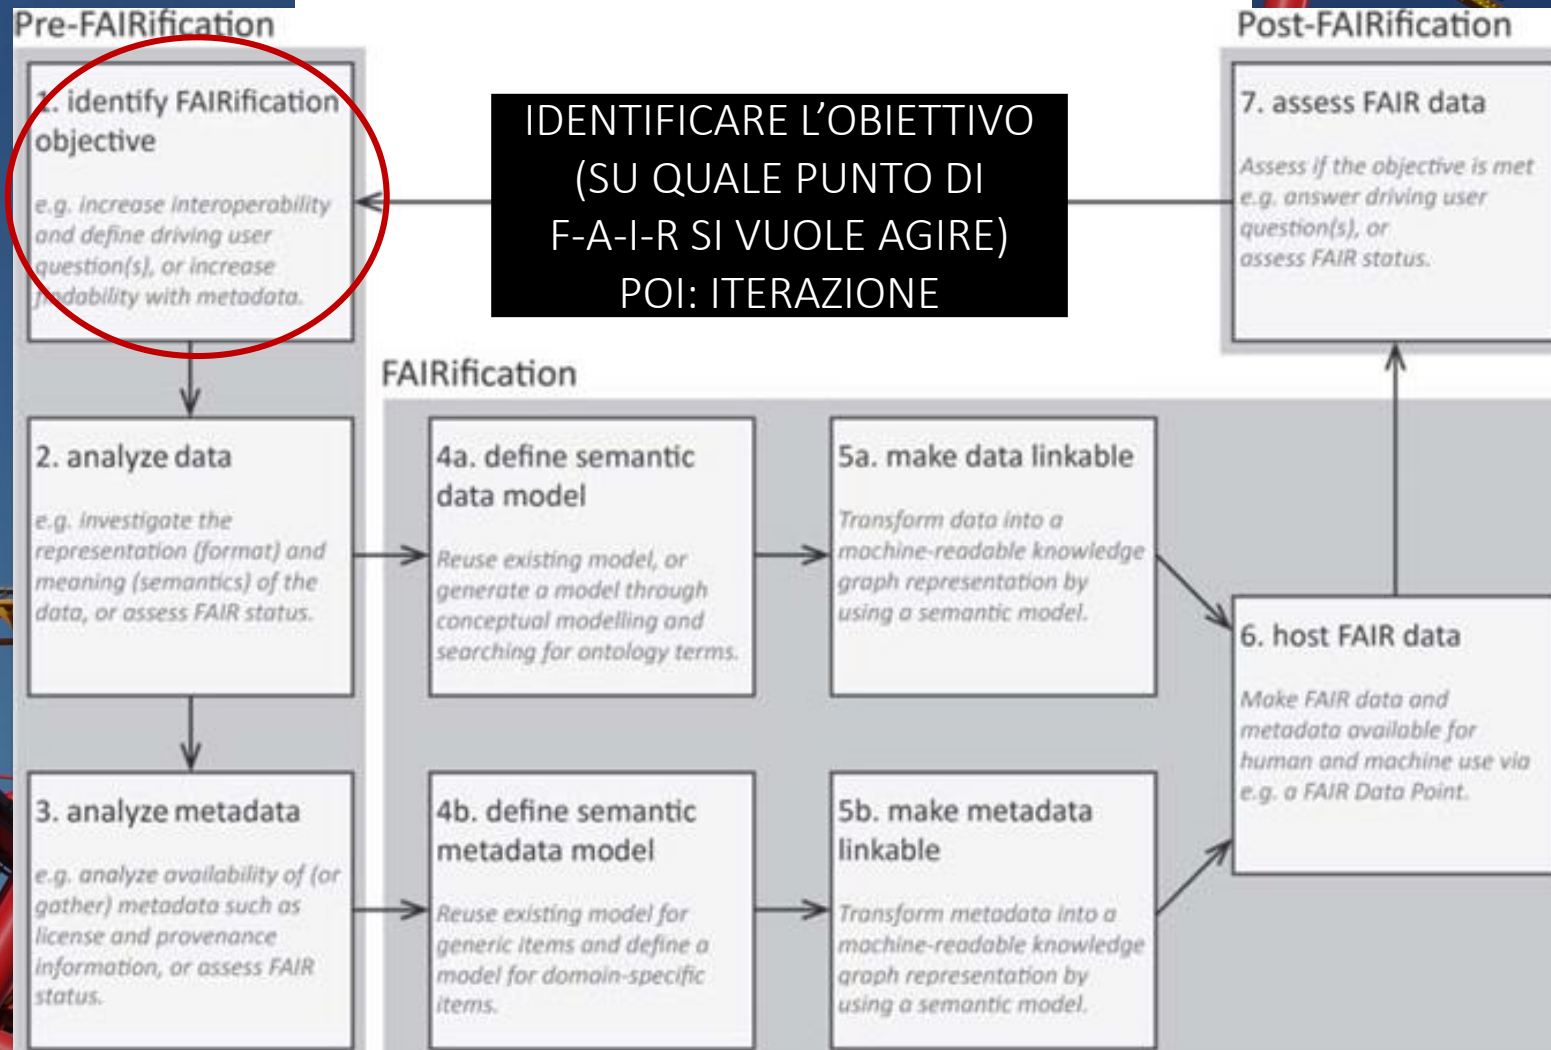 Pre-FAIRification
1. identify FAIRification
objective
e.g. increase interoperability
and define driving user
question(s), or increase
findability with metadata.
IDENTIFICARE L’OBIETTIVO
(SU QUALE PUNTO DI
F-A-I-R SI VUOLE AGIRE)
POI: ITERAZIONE
Post-FAIRification
7. assess FAIR data
Assess if the objective is met
e.g. answer driving user
question(s), or
assess FAIR status.
2. analyze data
e.g. investigate the
representation (format) and
meaning (semantics) of the
data, or assess FAIR status.
3. analyze metadata
e.g. analyze availability of (or
gather) metadata such as
license and provenance
information, or assess FAIR
status.
FAIRification
4a. define semantic
data model
Reuse existing model, or
generate a model through
conceptual modelling and
searching for ontology terms.
5a. make data linkable
Transform data into a
machine-readable knowledge
graph representation by
using a semantic model.
4b. define semantic
metadata model
Reuse existing model for
generic items and define a
model for domain-specific
items.
5b. make metadata
linkable
Transform metadata into a
machine-readable knowledge
graph representation by
using a semantic model.
6. host FAIR data
Make FAIR data and
metadata available for
human and machine use via
e.g. a FAIR Data Point.